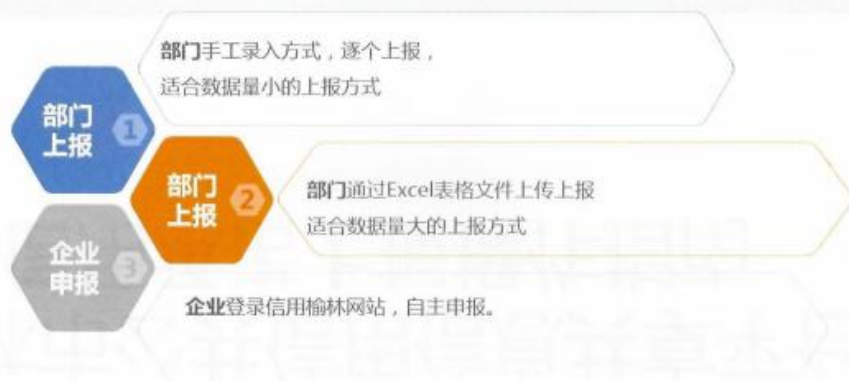 部门
上报
1
部门手工录入方式，逐个上报，
适合数据量小的上报方式
部门
上报
2
部门通过Excel表格文件上传上报
适合数据量大的上报方式
企业
申报
3
企业登录信用榆林网站，自主申报。